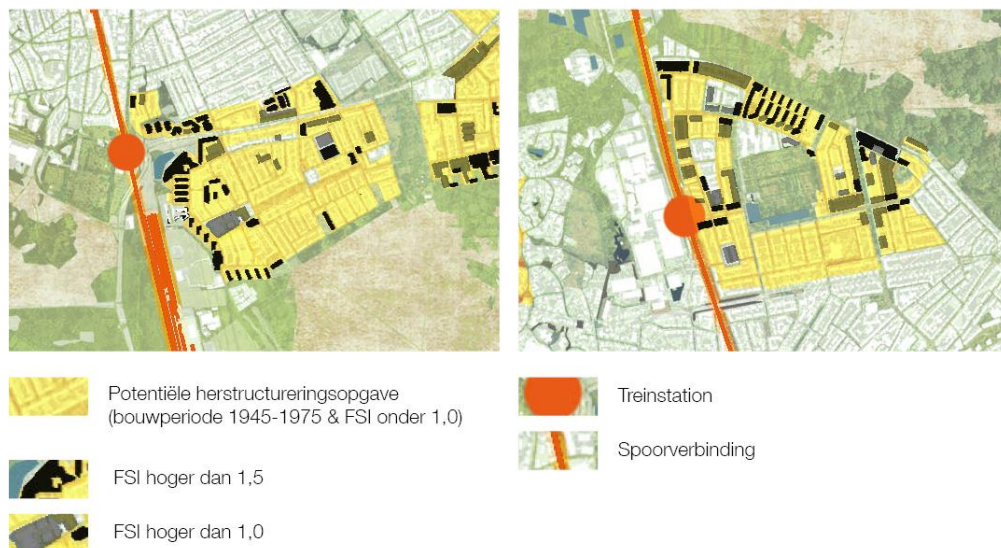 Potentiële herstructureringsopgave
(bouwperiode 1945-1975 & FSI onder 1,0)
FSI hoger dan 1,5
FSI hoger dan 1,0
Treinstation
Spoorverbinding